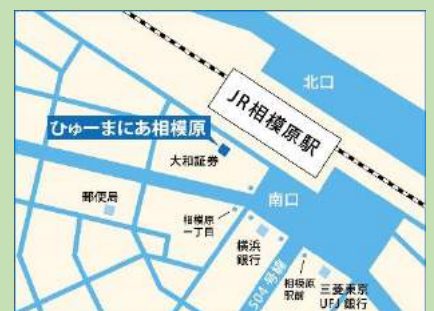 北口
JR相模原駅
ひゅーまにあ相模原
大和証券
南口
郵便局
相模原
一丁目
横浜
銀行
504号線
相模原
駅前
三菱東京
UFJ銀行